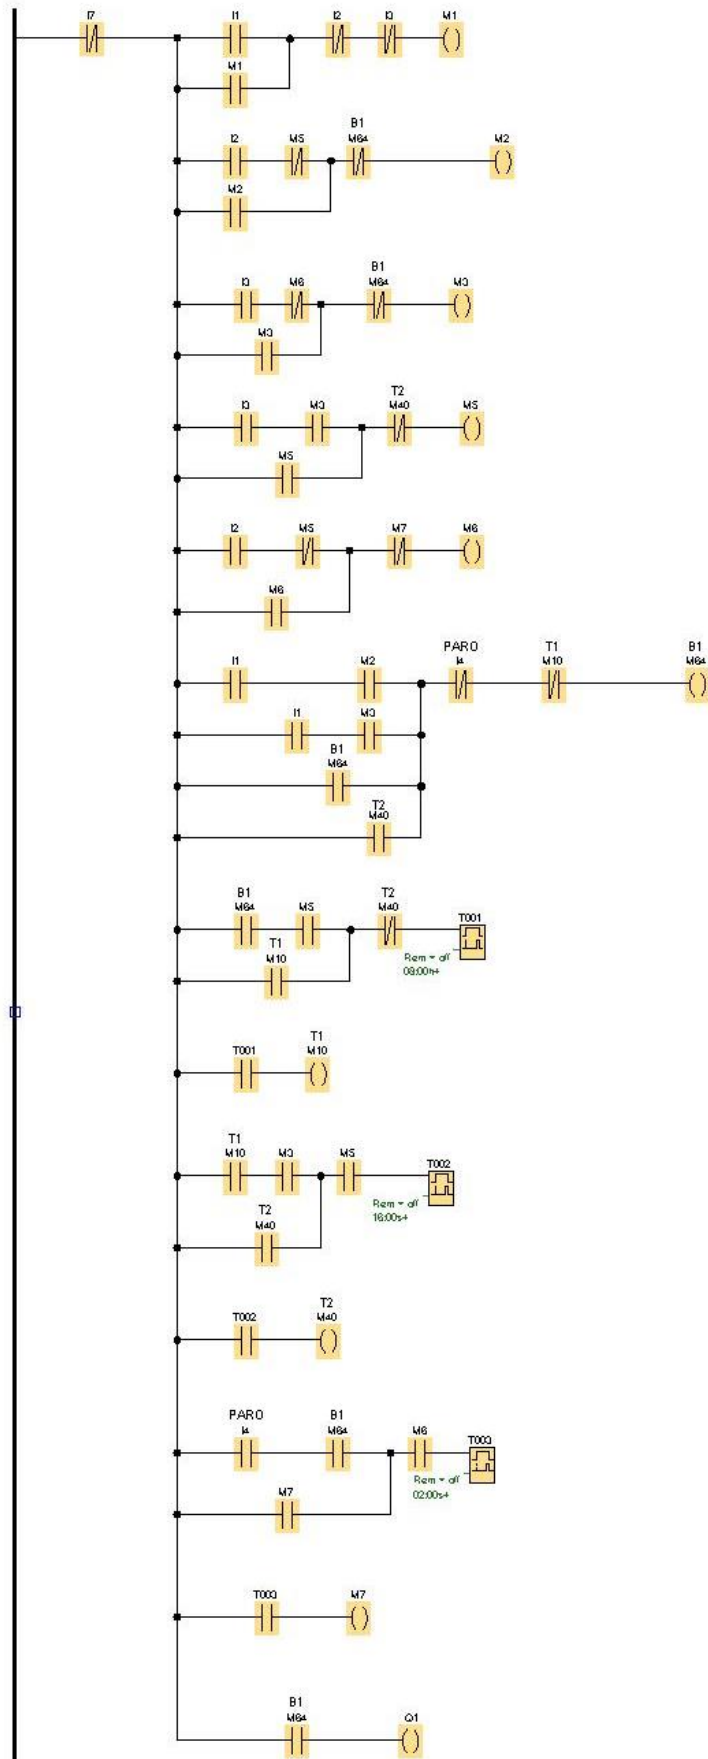 I7
I1
I2
I3
M1
M1
B1
I2
M5
M64
M2
M2
B1
I3
M6
M64
M3
M3
T2
I3
M3
M40
M5
M5
I2
M5
M7
M6
M6
PARO
T1
B1
I1
M2
I4
M10
M64
I1
M3
B1
M64
T2
M40
B1
T2
M64
M5
M40
T001
T1
M10
Rem = off
08:00h+
T1
T001
M10
T1
M10
M3
M5
T002
T2
M40
Rem = off
16:00s+
T2
T002
M40
PARO
B1
I4
M64
M6
T003
Rem = off
02:00s+
M7
T003
M7
B1
M64
Q1